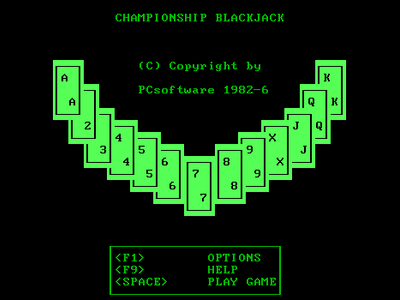 CHAMPIONSHIP BLACKJACK
(C) Copyright by
PCsoftware 1982-6
A
A
2
3
4
4
5
5
6
6
7
7
8
8
9
9
X
X
J
J
Q
Q
K
K
<F1> OPTIONS
<F9> HELP
<SPACE> PLAY GAME